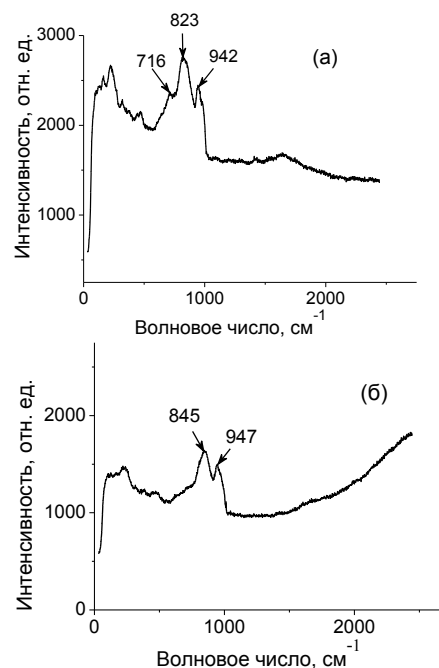 3000
2000
1000
Интенсивность, отн. ед.
823
716
942
(а)
0
1000
2000
Волновое число, см⁻¹
2000
1000
0
Интенсивность, отн. ед.
(б)
845
947
0
1000
2000
Волновое число, см⁻¹